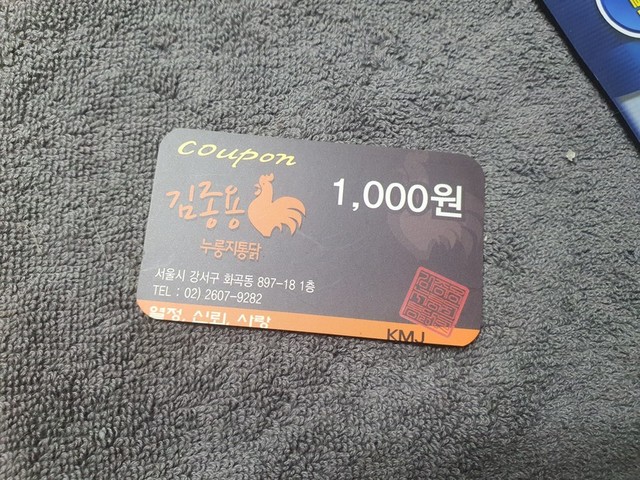 coupon
1,000원
김종용
누룽지통닭
서울시 강서구 화곡동 897-18 1층
TEL : 02) 2607-9282
열정, 신뢰, 사랑
KMJ